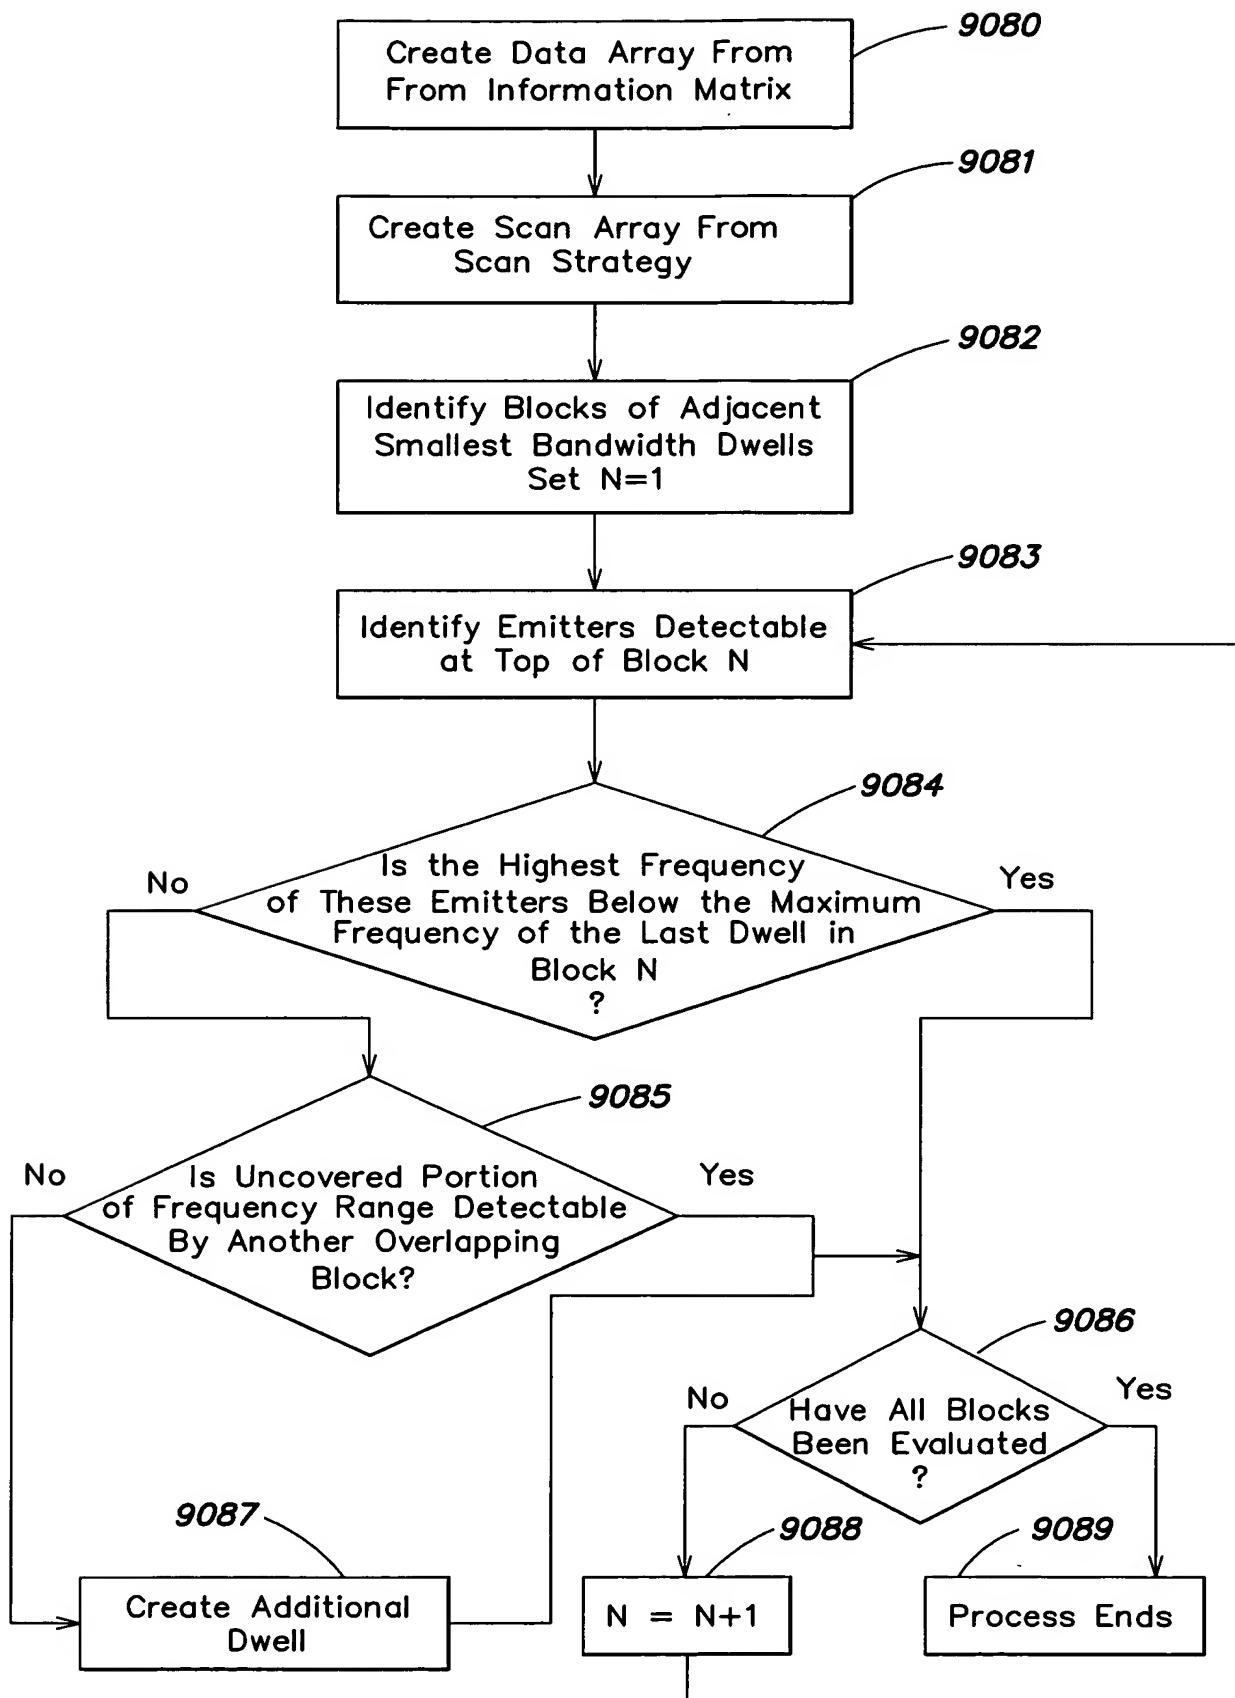 9080
Create Data Array From
From Information Matrix
9081
Create Scan Array From
Scan Strategy
9082
Identify Blocks of Adjacent
Smallest Bandwidth Dwells
Set N=1
9083
Identify Emitters Detectable
at Top of Block N
9084
No
Is the Highest Frequency
of These Emitters Below the Maximum
Frequency of the Last Dwell in
Block N
?
Yes
9085
No
Is Uncovered Portion
of Frequency Range Detectable
By Another Overlapping
Block?
Yes
9086
No
Have All Blocks
Been Evaluated
?
Yes
9087
Create Additional
Dwell
9088
N = N+1
9089
Process Ends